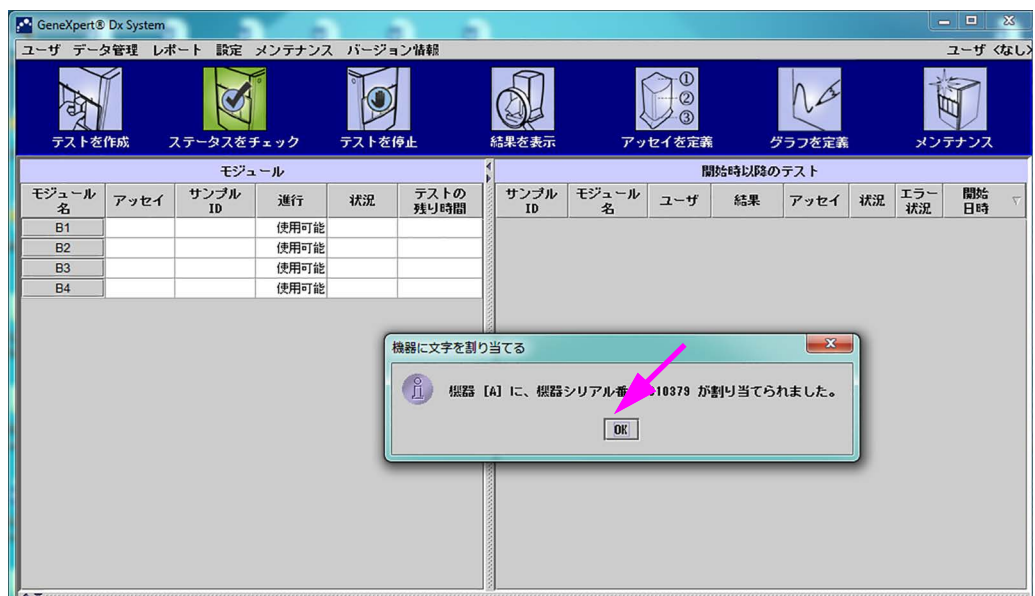 GeneXpert® Dx System
ユーザ データ管理 レポート 設定 メンテナンス バージョン情報 ユーザ <なし>
テストを作成 ステータスをチェック テストを停止 結果を表示 アッセイを定義 グラフを定義 メンテナンス
① ② ③
モジュール
モジュール名 アッセイ サンプルID 進行 状況 テストの残り時間
B1 使用可能
B2 使用可能
B3 使用可能
B4 使用可能
開始時以降のテスト
サンプルID モジュール名 ユーザ 結果 アッセイ 状況 エラー状況 開始日時
機器に文字を割り当てる
機器 [A] に、機器シリアル 10379 が割り当てられました。
OK